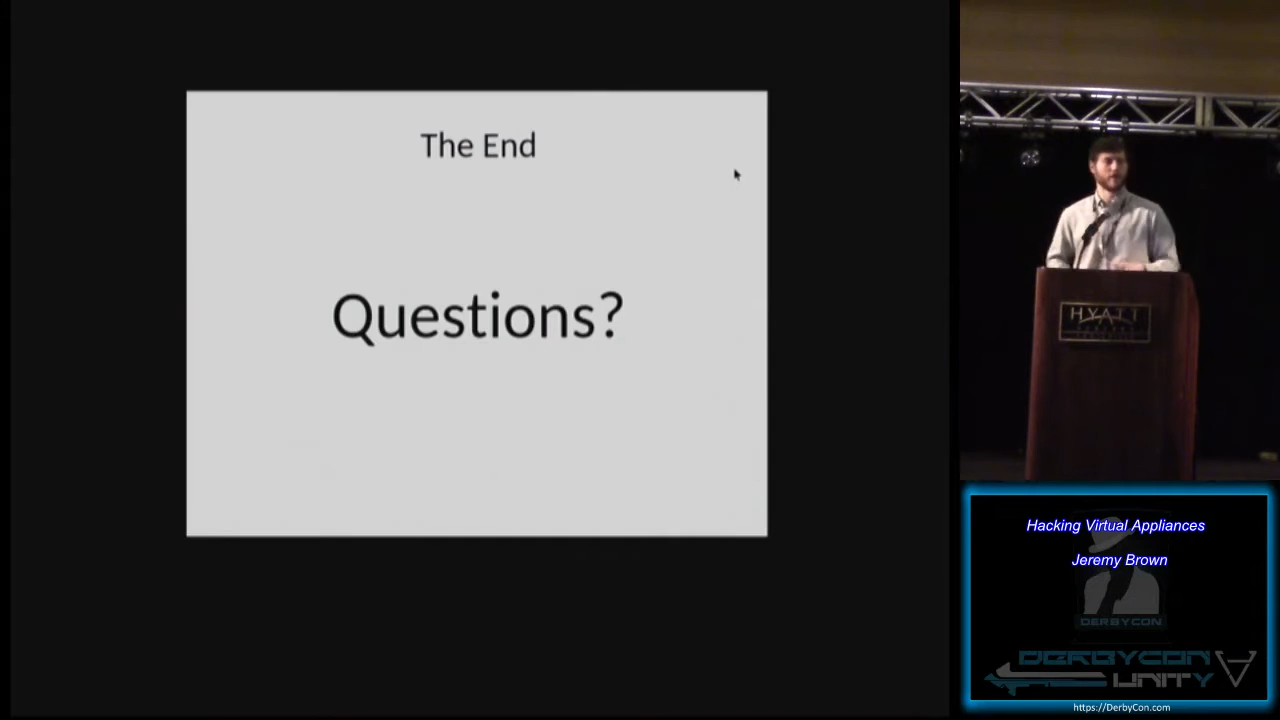 The End
Questions?
HYATT
Hacking Virtual Appliances
Jeremy Brown
DERBYCON
DERBYCON
UNITY
https://DerbyCon.com